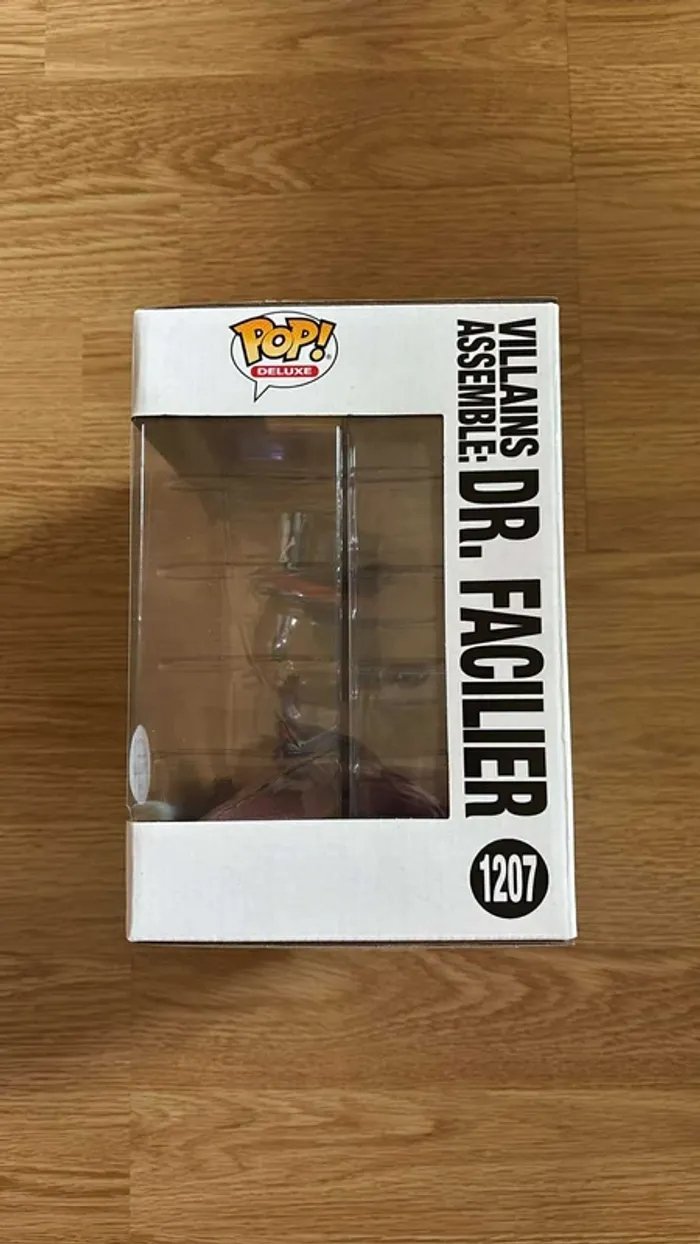 POP!
DELUXE
VILLAINS
ASSEMBLE:
DR. FACILIER
1207